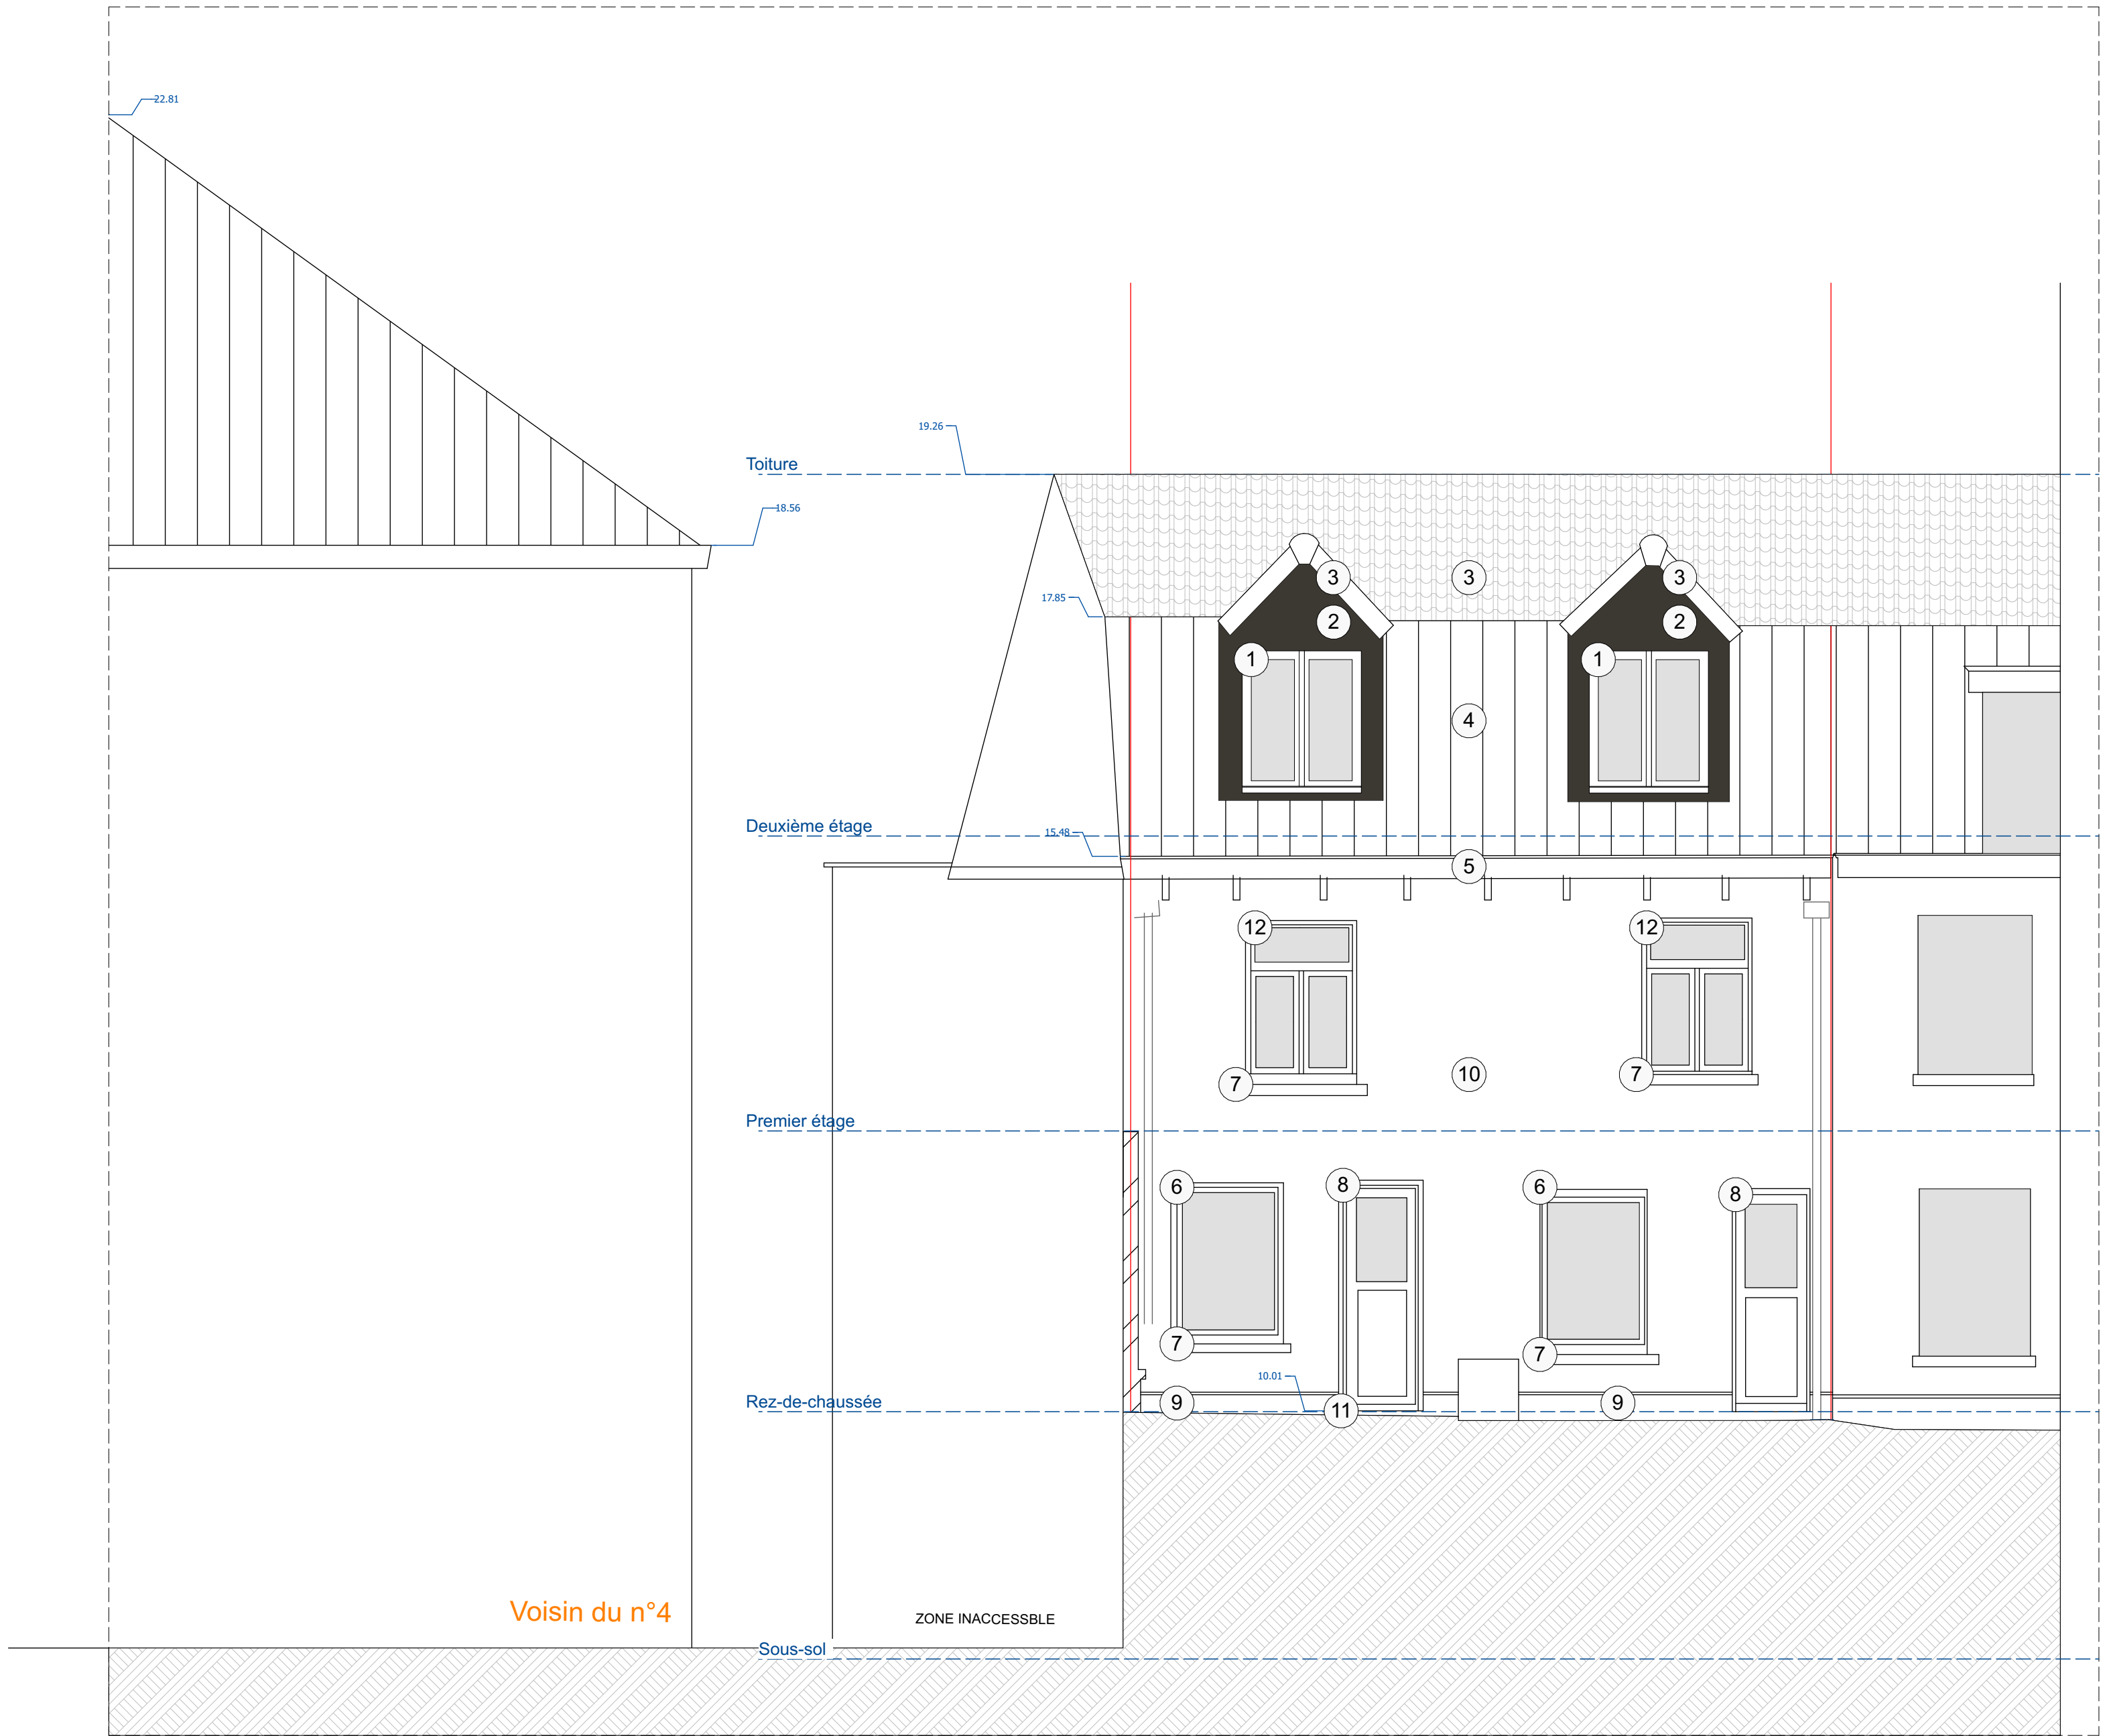 22.81
19.26
Toiture
18.56
3 3 3
17.85
2 2
1 1
4
Deuxième étage
15.48
5
12 12
10
7 7
Premier étage
6 8 6 8
7 7
10.01
Rez-de-chaussée
9 11 9
Voisin du n°4
ZONE INACCESSBLE
Sous-sol